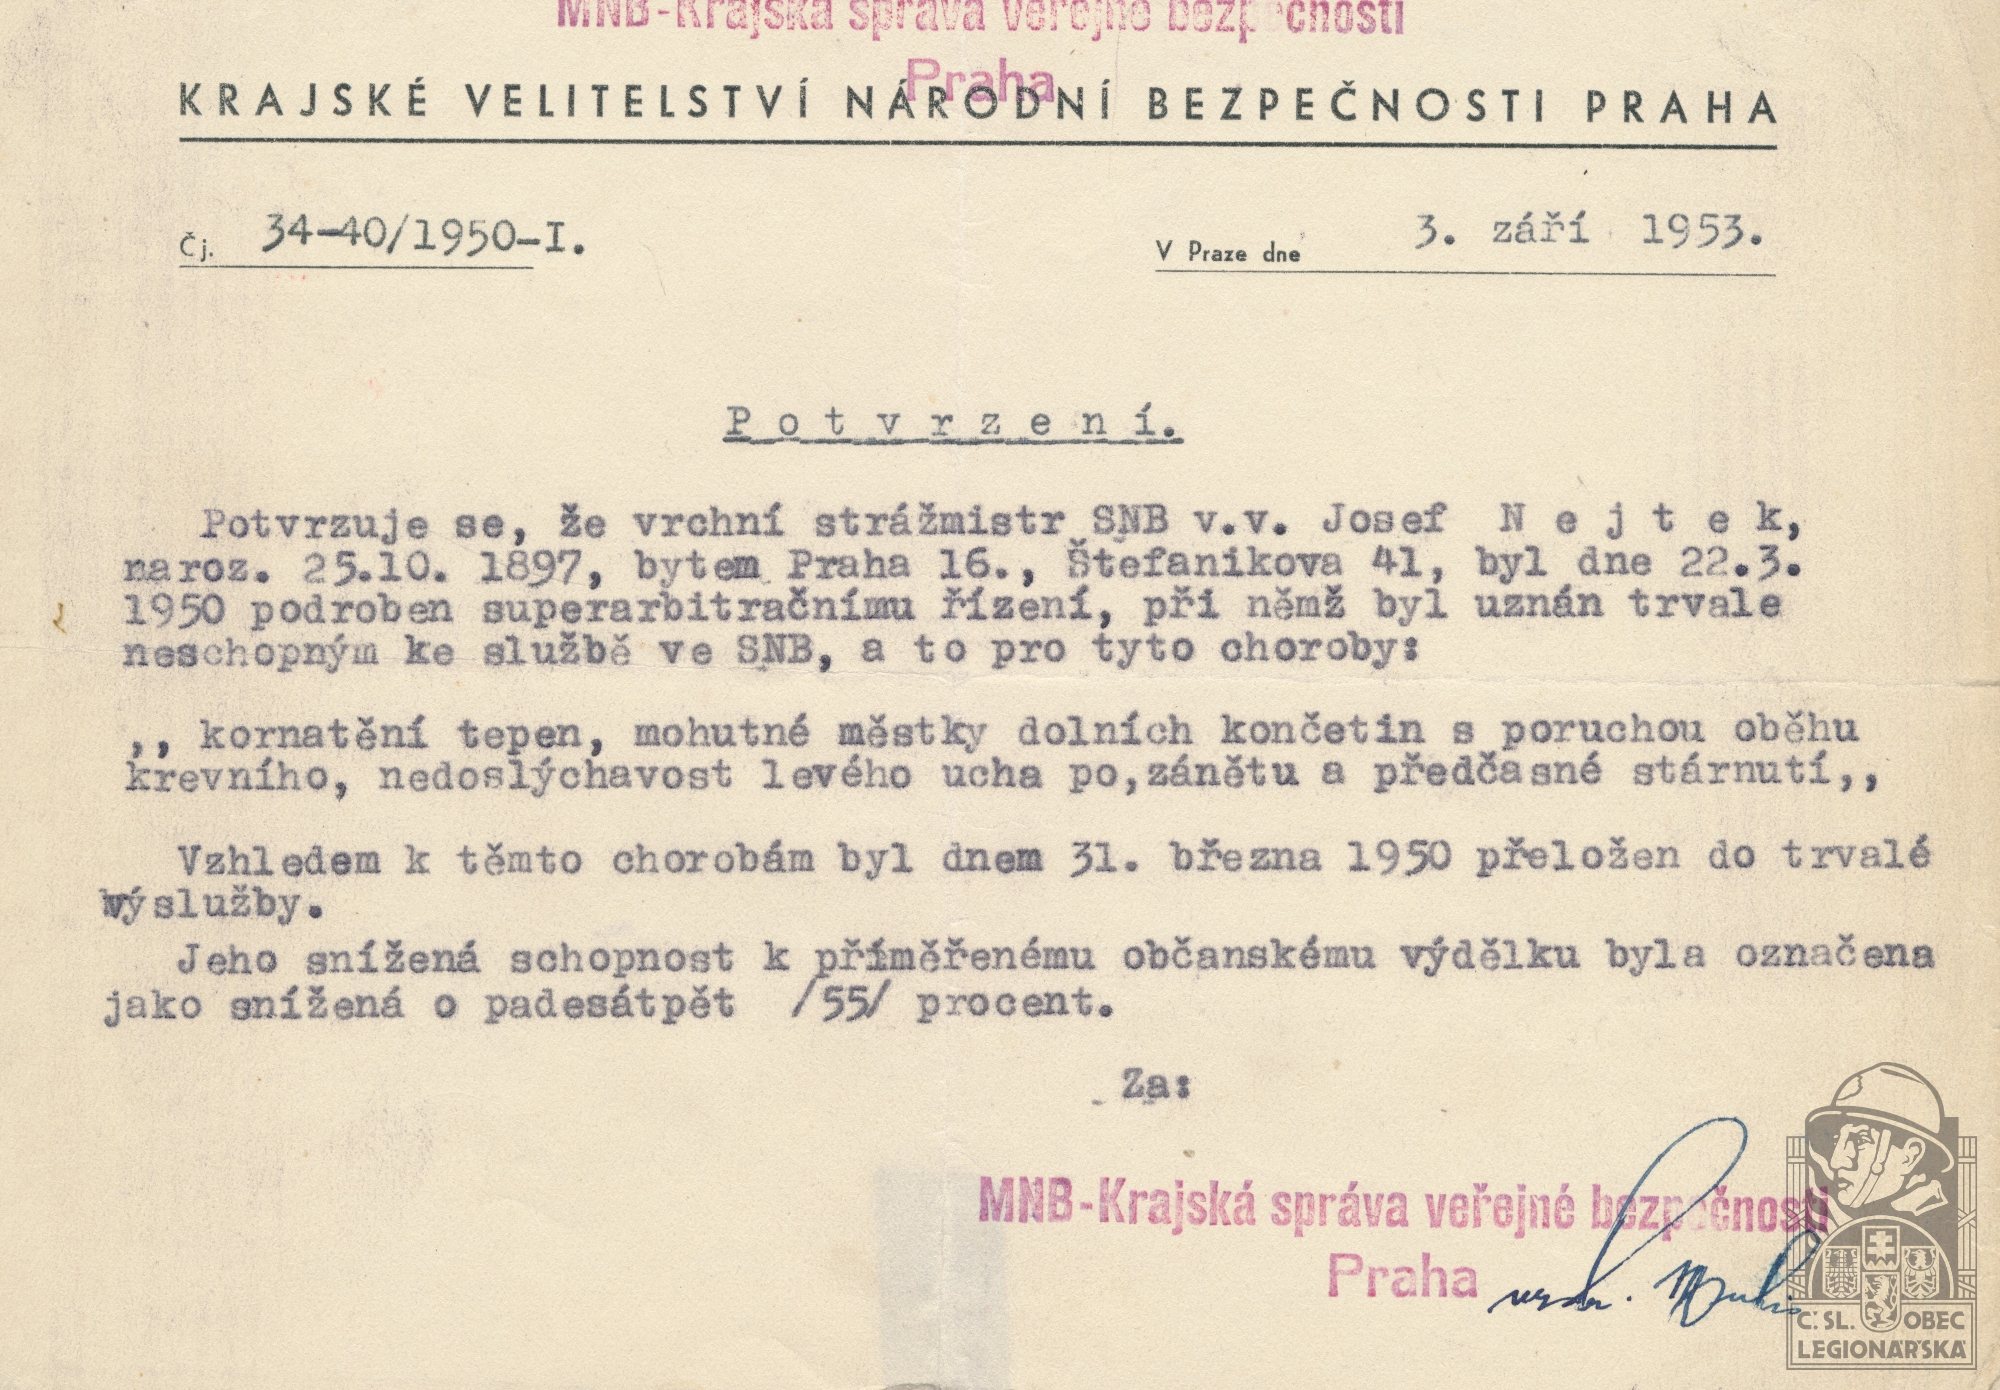 MNB-Krajská správa veřejné bezpečnosti
Praha
KRAJSKÉ VELITELSTVÍ NÁRODNÍ BEZPEČNOSTI PRAHA
Čj. 34-40/1950-I.
V Praze dne 3. září 1953.
Potvrzení.
Potvrzuje se, že vrchní strážmistr SNB v.v. Josef N e j t e k,
naroz. 25.10. 1897, bytem Praha 16., Štefanikova 41, byl dne 22.3.
1950 podroben superarbitračnímu řízení, při němž byl uznán trvale
neschopným ke službě ve SNB, a to pro tyto choroby:
,, kornatění tepen, mohutné městky dolních končetin s poruchou oběhu
krevního, nedoslýchavost levého ucha po,zánětu a předčasné stárnutí,,
Vzhledem k těmto chorobám byl dnem 31. března 1950 přeložen do trvalé
výslužby.
Jeho snížená schopnost k příměřenému občanskému výdělku byla označena
jako snížená o padesátpět /55/ procent.
Za:
MNB-Krajská správa veřejné bezpečnosti
Praha
Č. SL. OBEC
LEGIONÁŘSKÁ